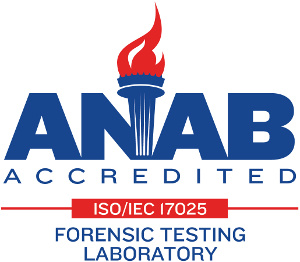 ANAB
ACCREDITED
ISO/IEC 17025
FORENSIC TESTING
LABORATORY